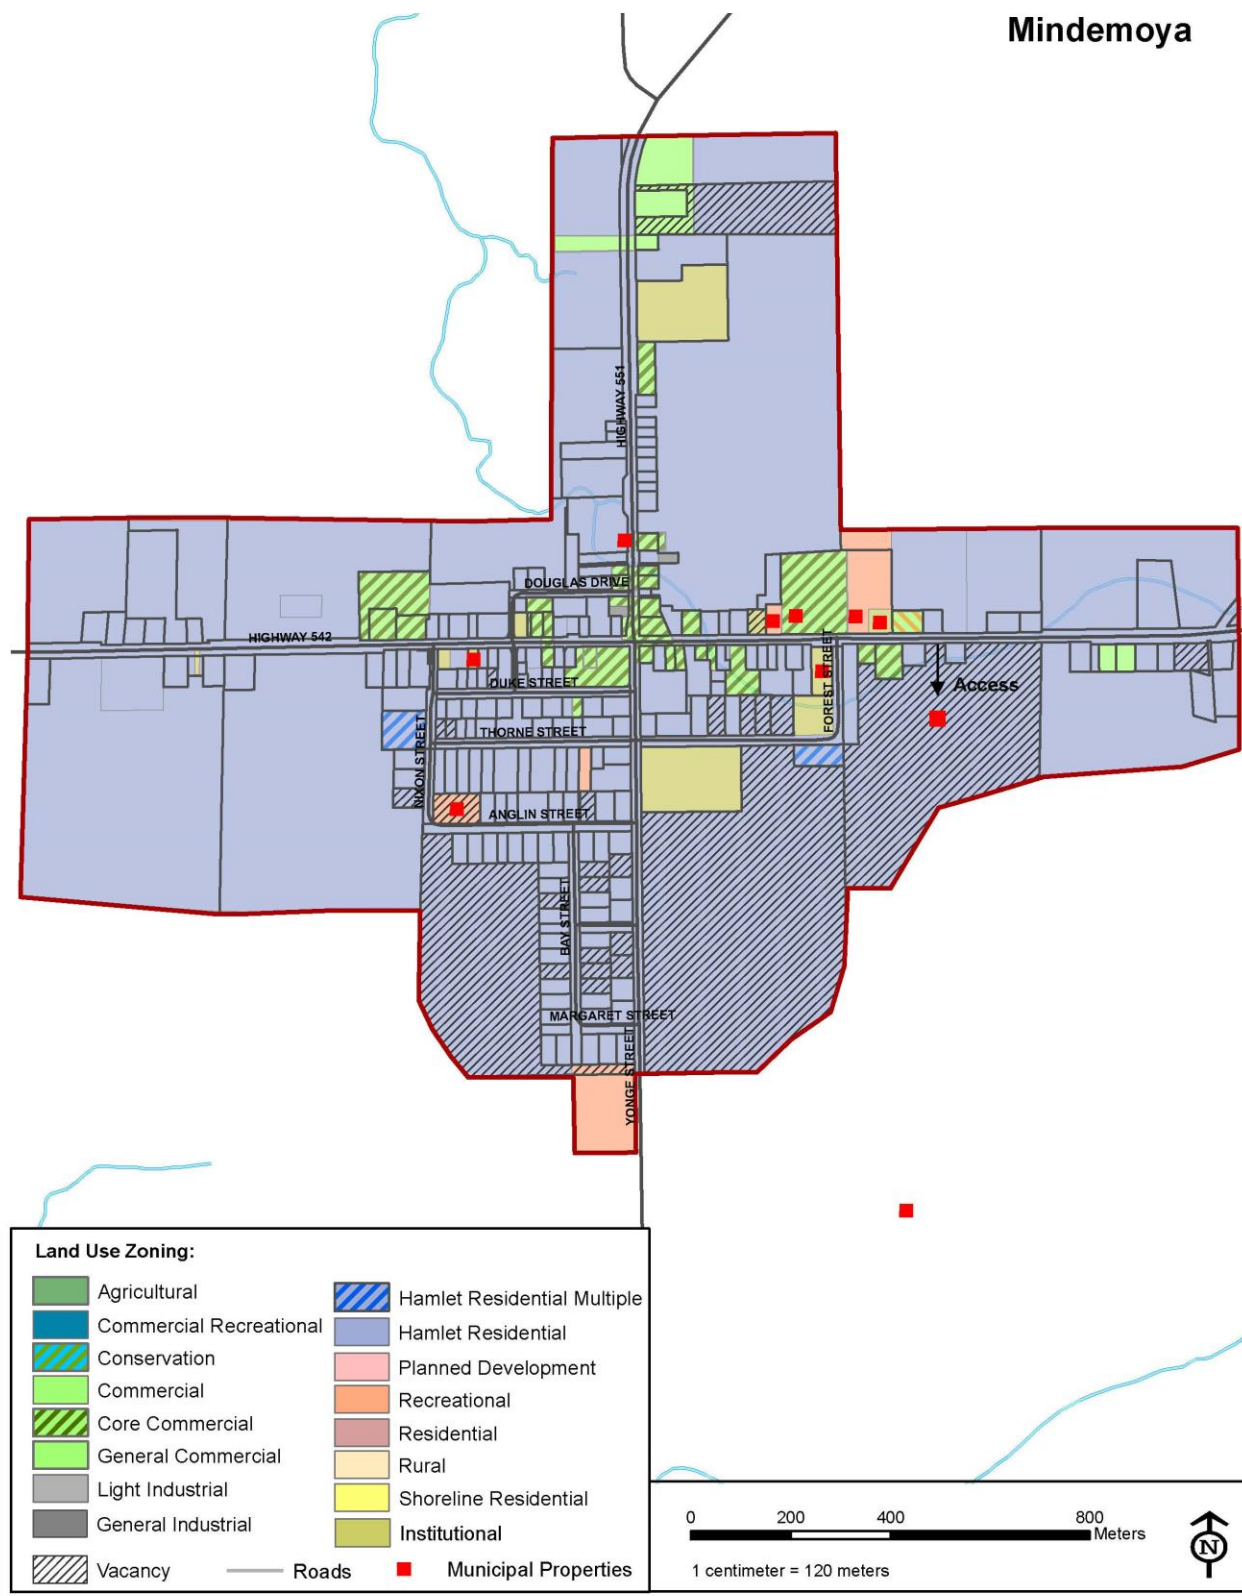 Mindemoya
HIGHWAY 551
DOUGLAS DRIVE
HIGHWAY 542
DUKE STREET
FOREST STREET
Access
THORNE STREET
NIXON STREET
ANGLIN STREET
BAY STREET
MARGARET STREET
YONGE STREET
Land Use Zoning:
Agricultural
Commercial Recreational
Conservation
Commercial
Core Commercial
General Commercial
Light Industrial
General Industrial
Hamlet Residential Multiple
Hamlet Residential
Planned Development
Recreational
Residential
Rural
Shoreline Residential
Institutional
Vacancy
Roads
Municipal Properties
0 200 400 800
Meters
1 centimeter = 120 meters
N